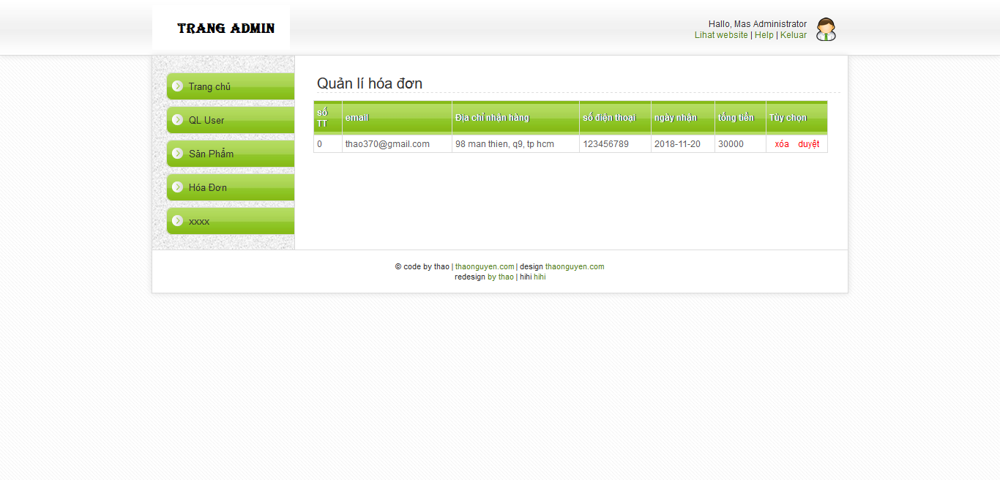 TRANG ADMIN
Hallo, Mas Administrator
Lihat website | Help | Keluar
Trang chủ
QL User
Sản Phẩm
Hóa Đơn
xxxx
Quản lí hóa đơn
số TT email Địa chỉ nhận hàng số điện thoại ngày nhận tổng tiền Tùy chọn
0 thao370@gmail.com 98 man thien, q9, tp hcm 123456789 2018-11-20 30000 xóa duyệt
© code by thao | thaonguyen.com | design thaonguyen.com
redesign by thao | hihi hihi